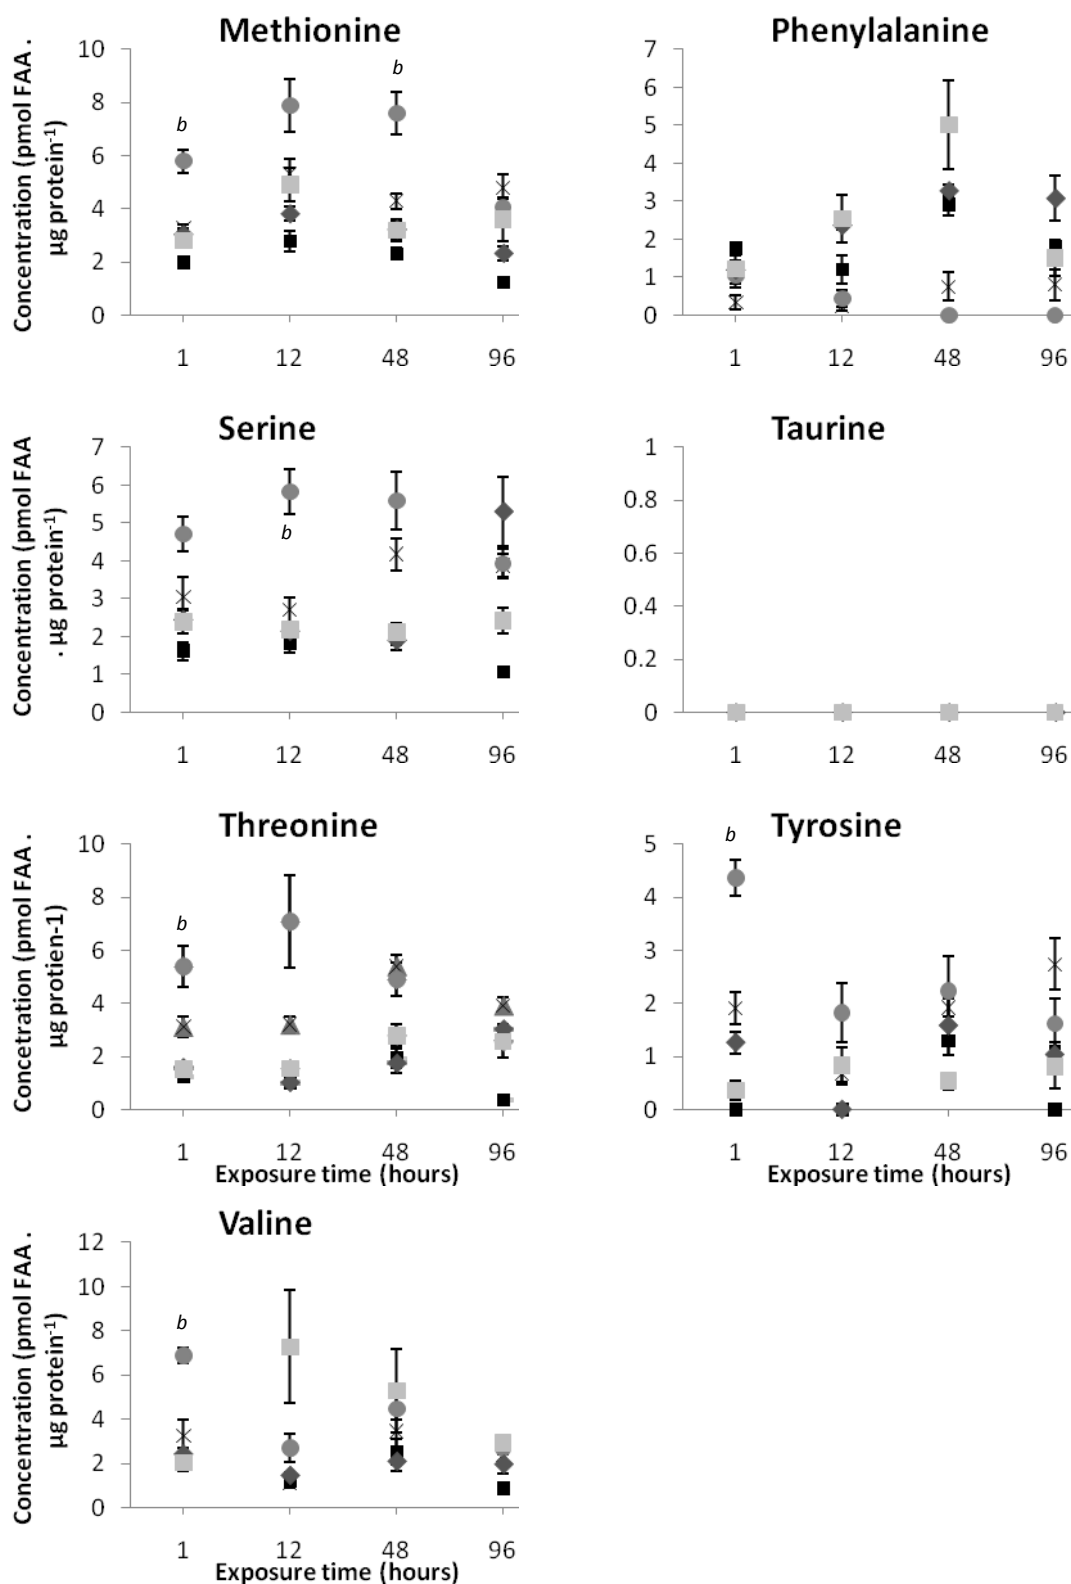 Methionine
Concentration (pmol FAA .
µg protein-1)
10
8
6
4
2
0
b
b
1 12 48 96
Phenylalanine
7
6
5
4
3
2
1
0
1 12 48 96
Serine
Concentration (pmol FAA
. µg protein-1)
7
6
5
4
3
2
1
0
b
1 12 48 96
Taurine
1
0.8
0.6
0.4
0.2
0
1 12 48 96
Threonine
Concetration (pmol FAA .
µg protien-1)
10
8
6
4
2
0
b
1 12 48 96
Exposure time (hours)
Tyrosine
5
4
3
2
1
0
b
1 12 48 96
Exposure time (hours)
Valine
Concentration (pmol FAA .
µg protein-1)
12
10
8
6
4
2
0
b
1 12 48 96
Exposure time (hours)